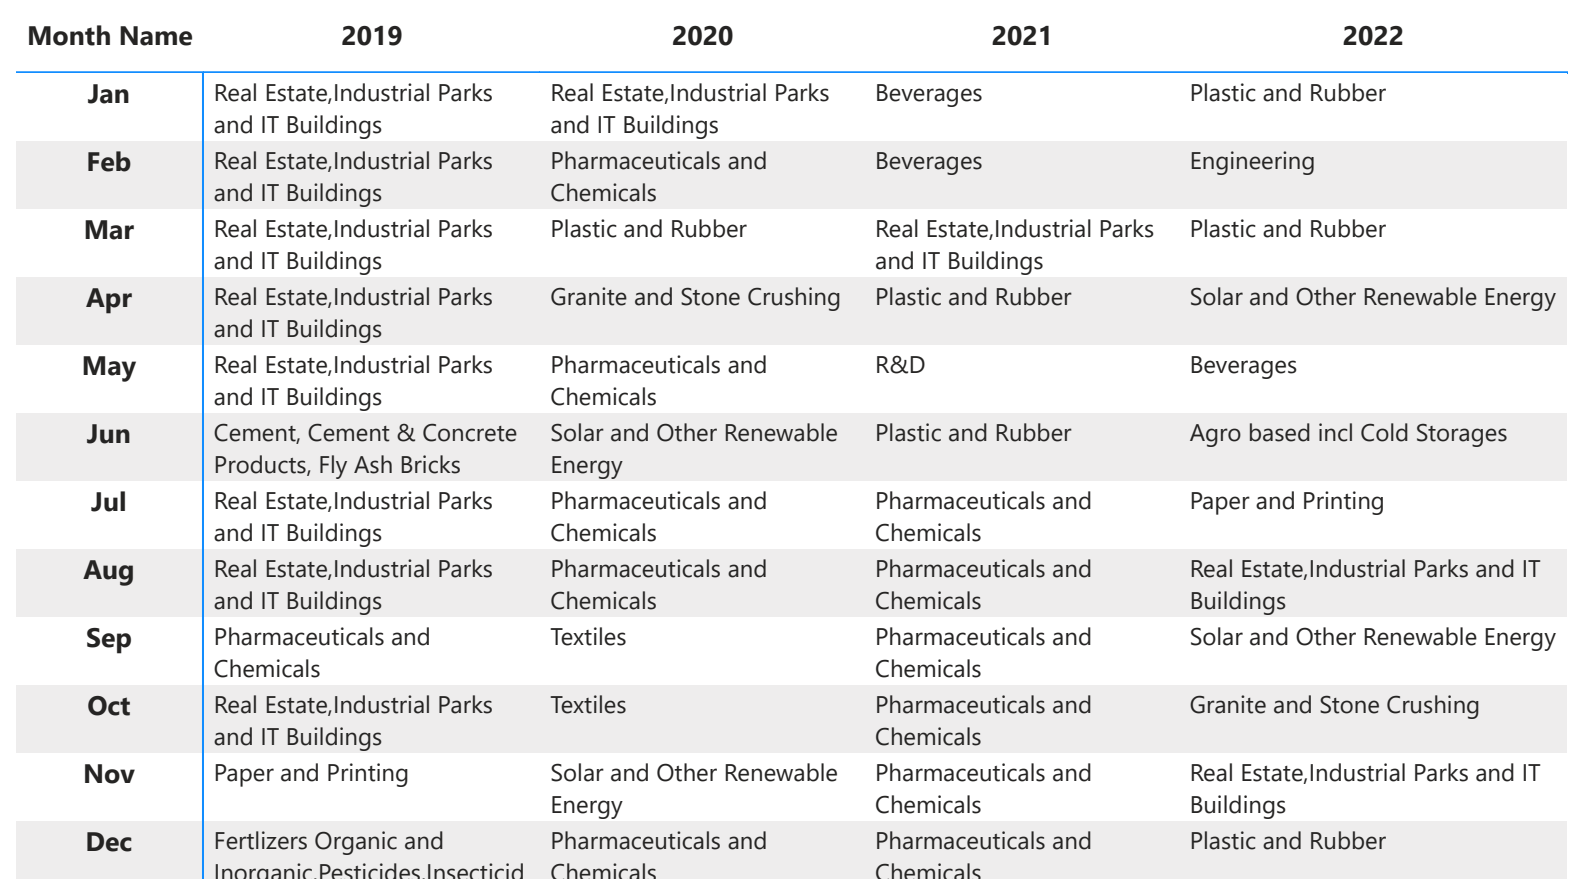 Month Name 2019 2020 2021 2022
Jan Real Estate,Industrial Parks Real Estate,Industrial Parks Beverages Plastic and Rubber
and IT Buildings and IT Buildings
Feb Real Estate,Industrial Parks Pharmaceuticals and Beverages Engineering
and IT Buildings Chemicals
Mar Real Estate,Industrial Parks Plastic and Rubber Real Estate,Industrial Parks Plastic and Rubber
and IT Buildings and IT Buildings
Apr Real Estate,Industrial Parks Granite and Stone Crushing Plastic and Rubber Solar and Other Renewable Energy
and IT Buildings
May Real Estate,Industrial Parks Pharmaceuticals and R&D Beverages
and IT Buildings Chemicals
Jun Cement, Cement & Concrete Solar and Other Renewable Plastic and Rubber Agro based incl Cold Storages
Products, Fly Ash Bricks Energy
Jul Real Estate,Industrial Parks Pharmaceuticals and Pharmaceuticals and Paper and Printing
and IT Buildings Chemicals Chemicals
Aug Real Estate,Industrial Parks Pharmaceuticals and Pharmaceuticals and Real Estate,Industrial Parks and IT
and IT Buildings Chemicals Chemicals Buildings
Sep Pharmaceuticals and Textiles Pharmaceuticals and Solar and Other Renewable Energy
Chemicals Chemicals
Oct Real Estate,Industrial Parks Textiles Pharmaceuticals and Granite and Stone Crushing
and IT Buildings Chemicals
Nov Paper and Printing Solar and Other Renewable Pharmaceuticals and Real Estate,Industrial Parks and IT
Energy Chemicals Buildings
Dec Fertlizers Organic and Pharmaceuticals and Pharmaceuticals and Plastic and Rubber
Inorganic,Pesticides,Insecticid Chemicals Chemicals